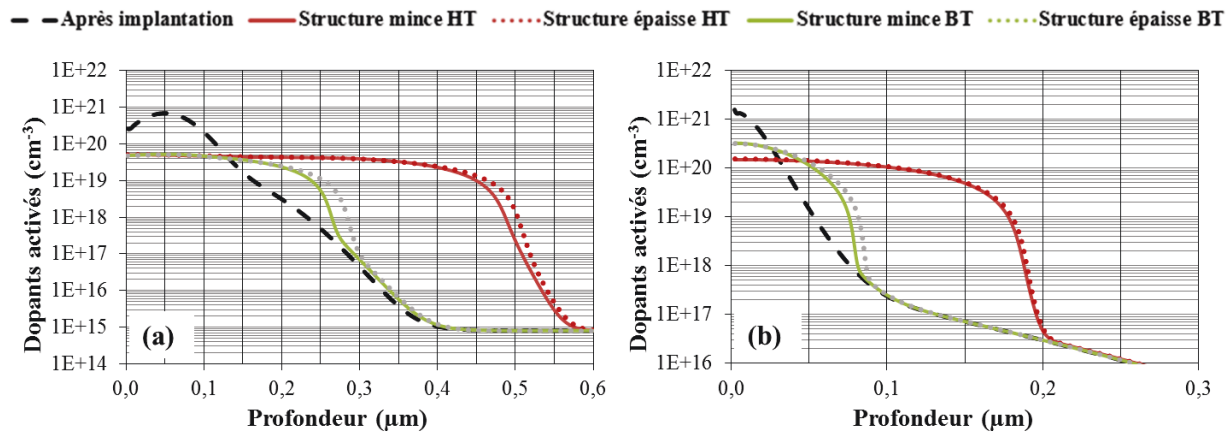 Après implantation Structure mince HT Structure épaisse HT Structure mince BT Structure épaisse BT
Dopants activés (cm-3)
1E+22
1E+21
1E+20
1E+19
1E+18
1E+17
1E+16
1E+15
1E+14
(a)
0,0 0,1 0,2 0,3 0,4 0,5 0,6
Profondeur (µm)
Dopants activés (cm-3)
1E+22
1E+21
1E+20
1E+19
1E+18
1E+17
1E+16
(b)
0,0 0,1 0,2 0,3
Profondeur (µm)